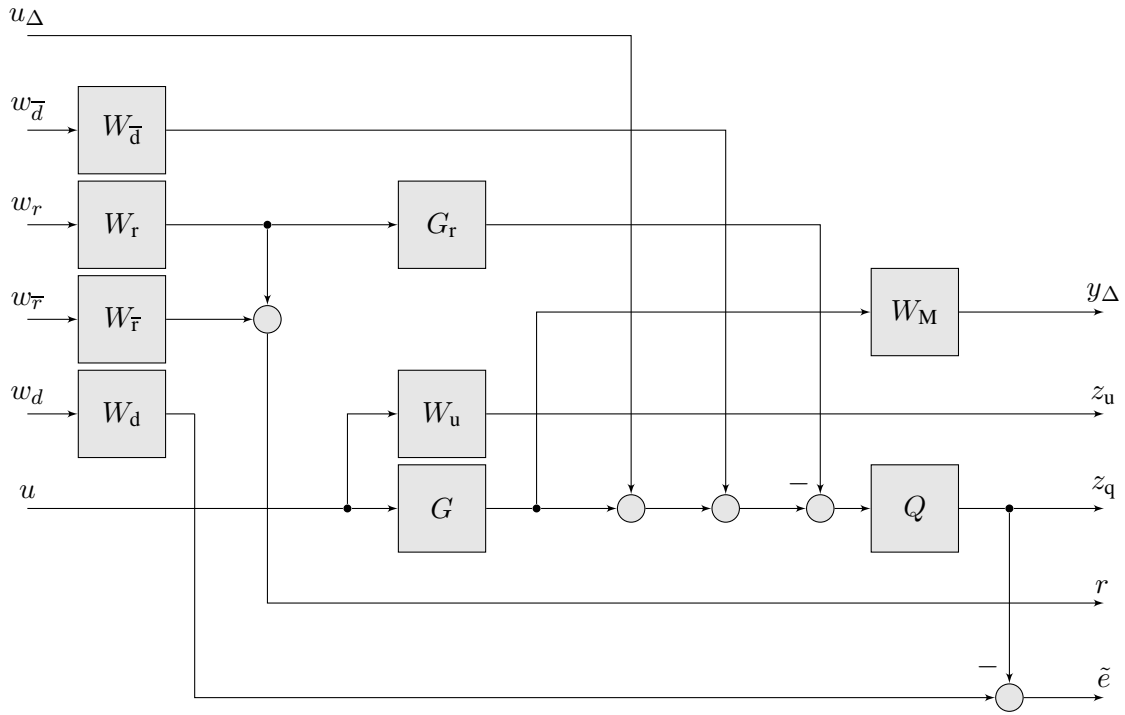 u_Δ
w_d̅
W_d̅
w_r
W_r
G_r
w_r̅
W_r̅
W_M
y_Δ
w_d
W_d
W_u
z_u
u
G
−
Q
z_q
r
−
ẽ